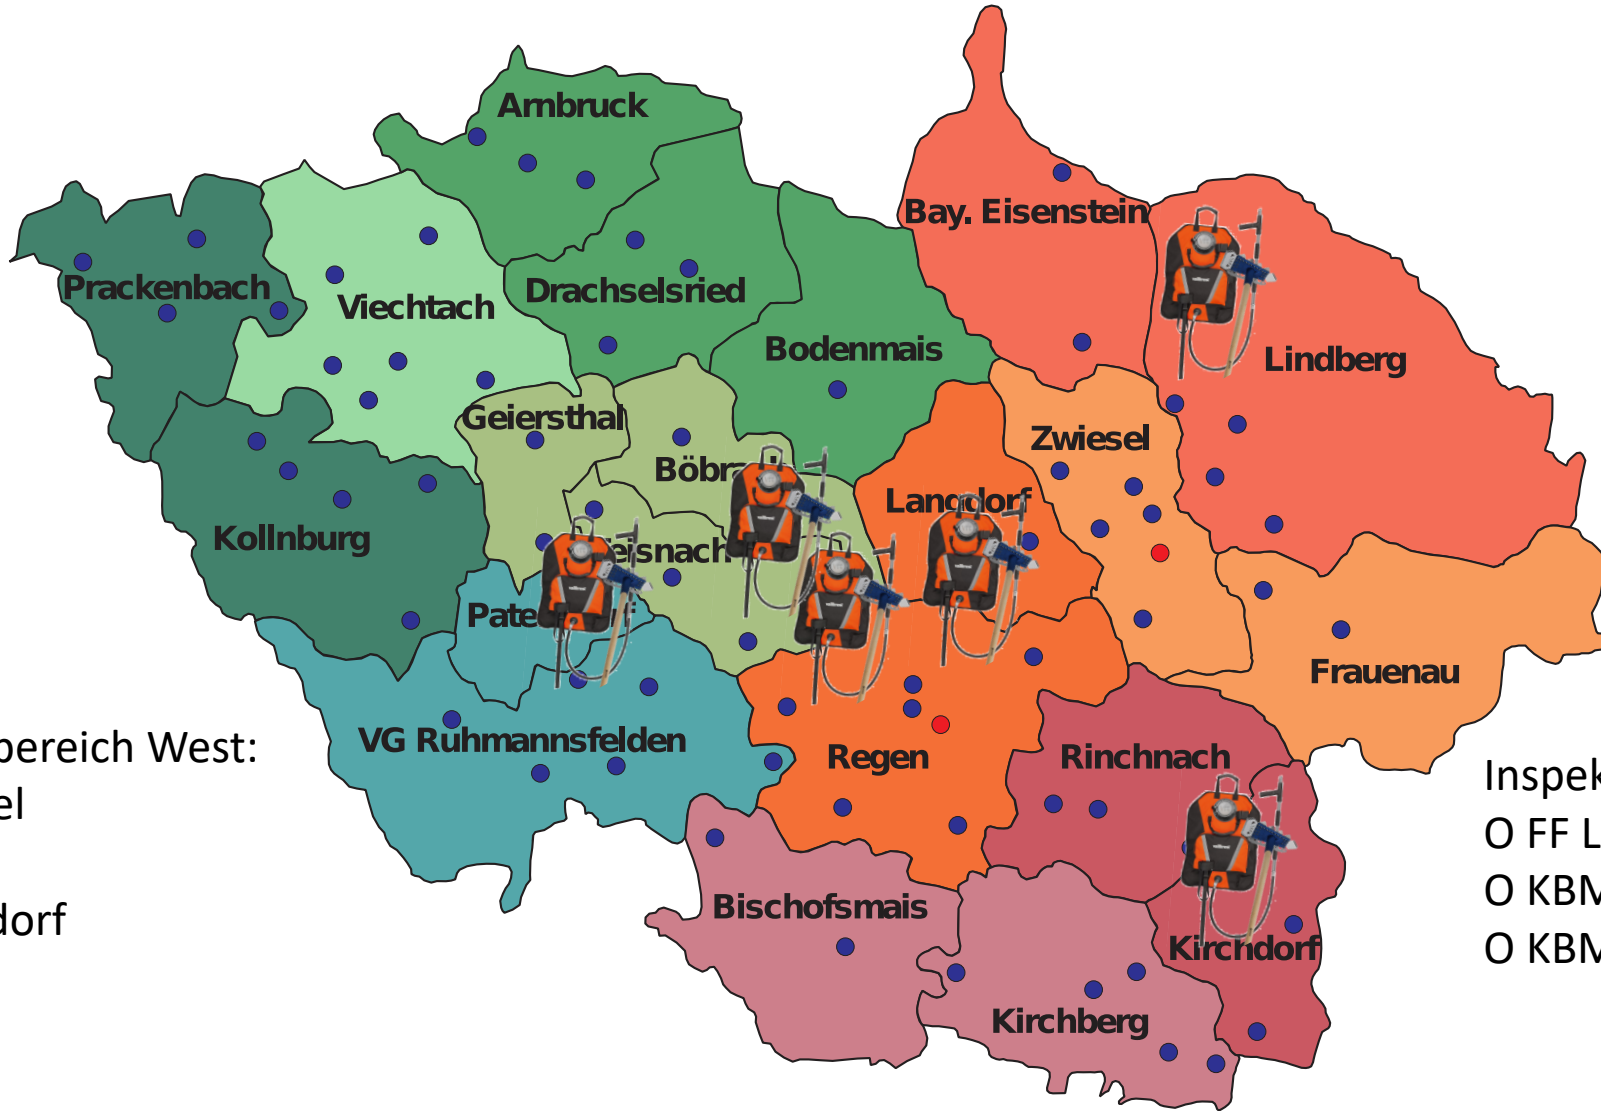 Arnbruck
Bay. Eisenstein
Prackenbach
Viechtach
Drachselsried
Bodenmais
Lindberg
Geiersthal
Zwiesel
Langdorf
Kollnburg
Frauenau
bereich West:
VG Ruhmannsfelden
Regen
Rinchnach
Inspek
el
O FF L
dorf
Bischofsmais
O KBM
Kirchdorf
O KBM
Kirchberg